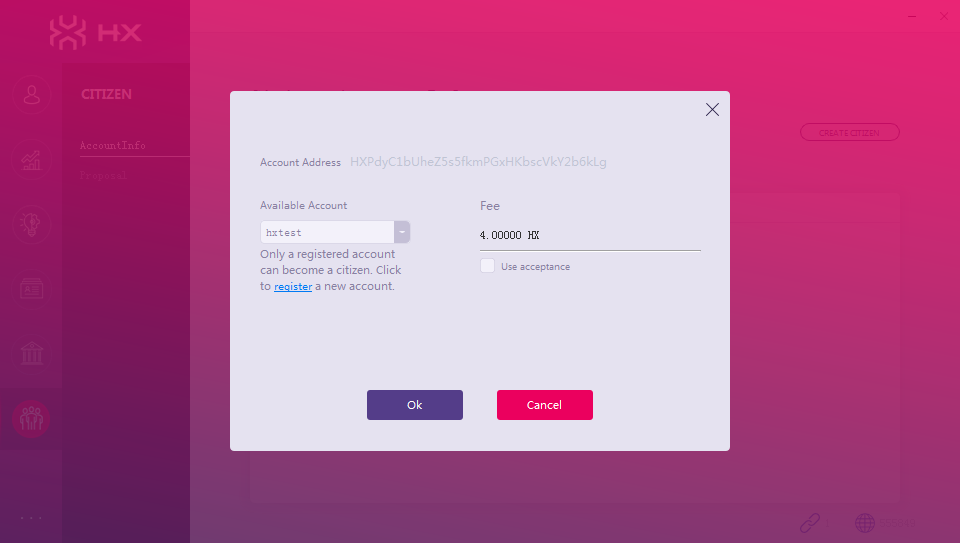 HX
CITIZEN
AccountInfo
Proposal
CREATE CITIZEN
Account Address HXPdyC1bUheZ5s5fkmPGxHKbscVkY2b6kLg
Available Account
hxtest
Only a registered account
can become a citizen. Click
to register a new account.
Fee
4.00000 HX
Use acceptance
Ok
Cancel